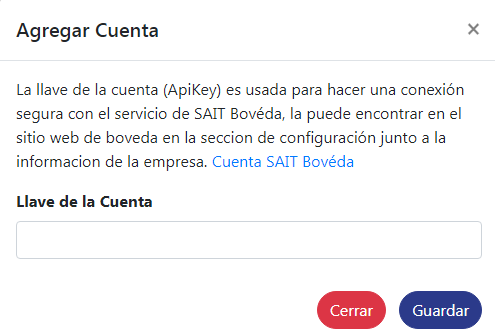 Agregar Cuenta ×
La llave de la cuenta (ApiKey) es usada para hacer una conexión
segura con el servicio de SAIT Bovéda, la puede encontrar en el
sitio web de boveda en la seccion de configuración junto a la
informacion de la empresa. Cuenta SAIT Bovéda
Llave de la Cuenta
Cerrar Guardar